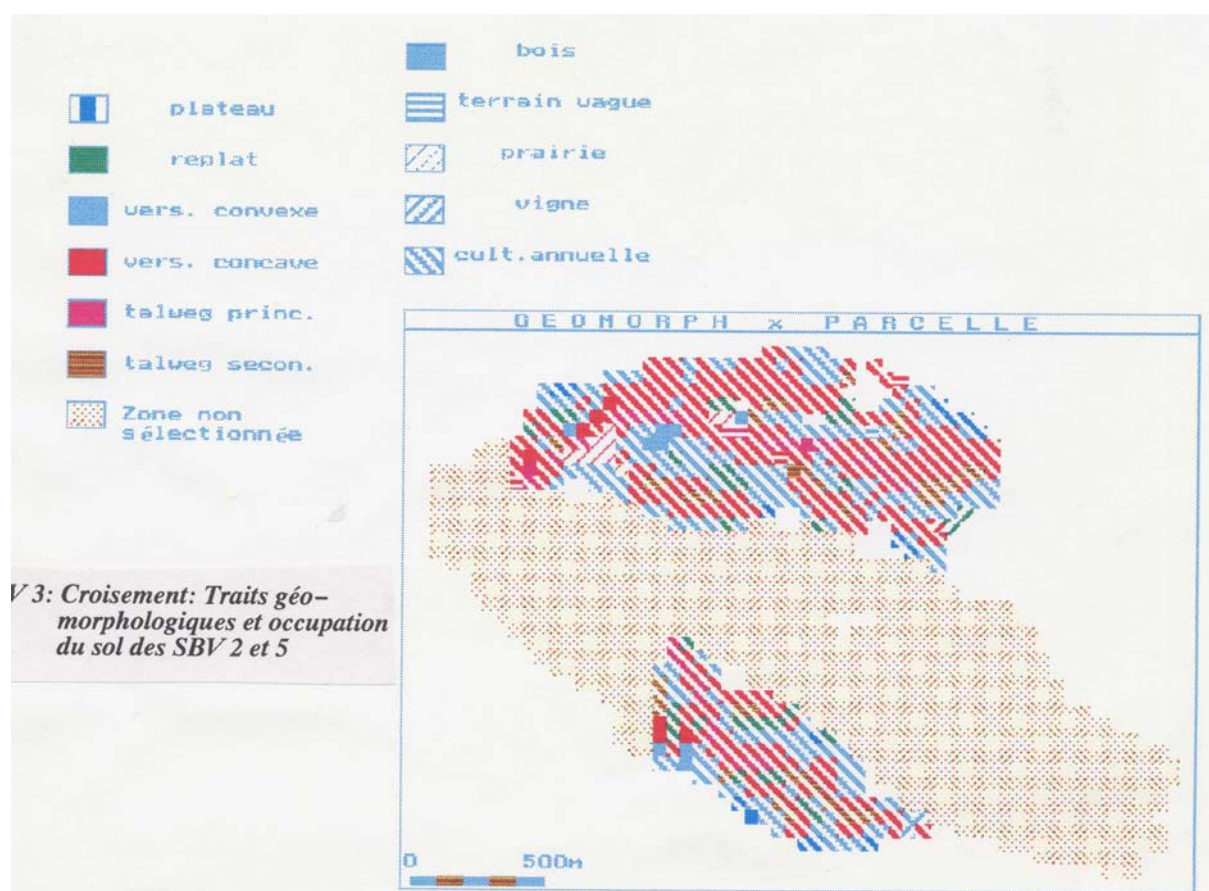 bois
terrain vague
prairie
vigne
cult.annuelle
plateau
replat
vers. convexe
vers. concave
talweg princ.
talweg secon.
Zone non
sélectionnée
GEOMORPH x PARCELLE
V 3: Croisement: Traits géo-
morphologiques et occupation
du sol des SBV 2 et 5
0 500m